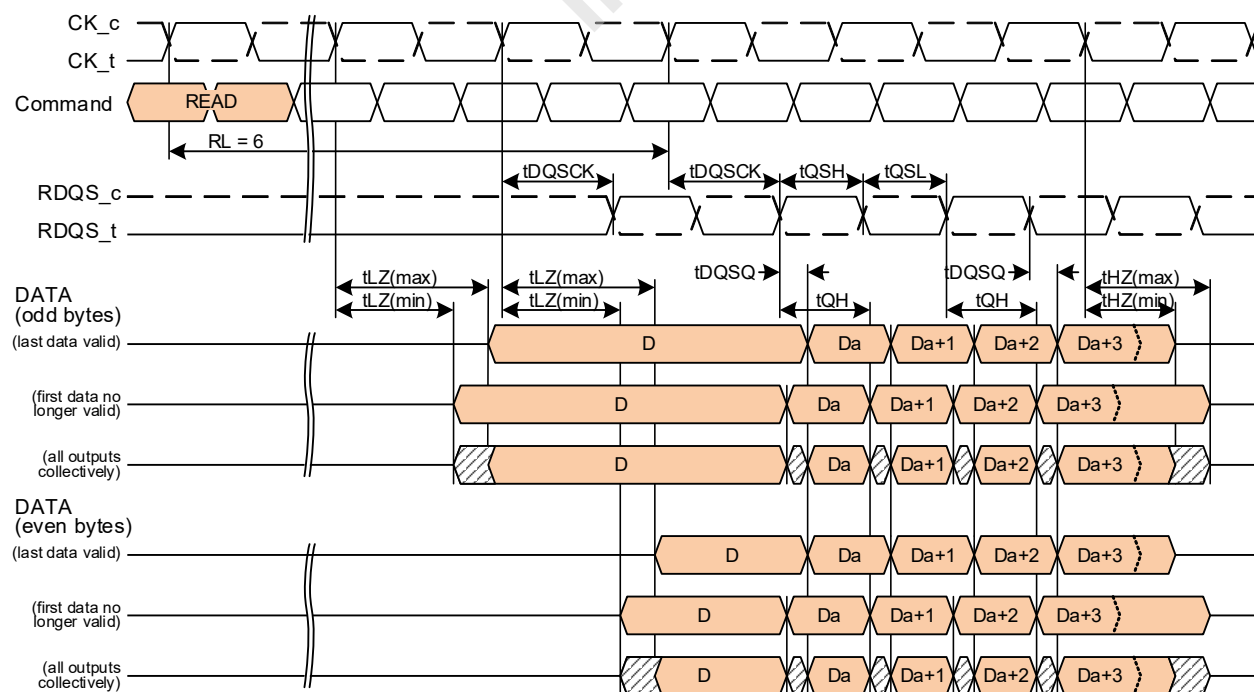 CK_c
CK_t
Command READ
RL = 6
tDQSCK tDQSCK tQSH tQSL
RDQS_c
RDQS_t
tDQSQ tDQSQ
tLZ(max) tLZ(max) tHZ(max)
DATA
(odd bytes)
tLZ(min) tLZ(min) tQH tQH tHZ(min)
(last data valid) D Da Da+1 Da+2 Da+3
(first data no
longer valid) D Da Da+1 Da+2 Da+3
(all outputs
collectively) D Da Da+1 Da+2 Da+3
DATA
(even bytes)
(last data valid) D Da Da+1 Da+2 Da+3
(first data no
longer valid) D Da Da+1 Da+2 Da+3
(all outputs
collectively) D Da Da+1 Da+2 Da+3